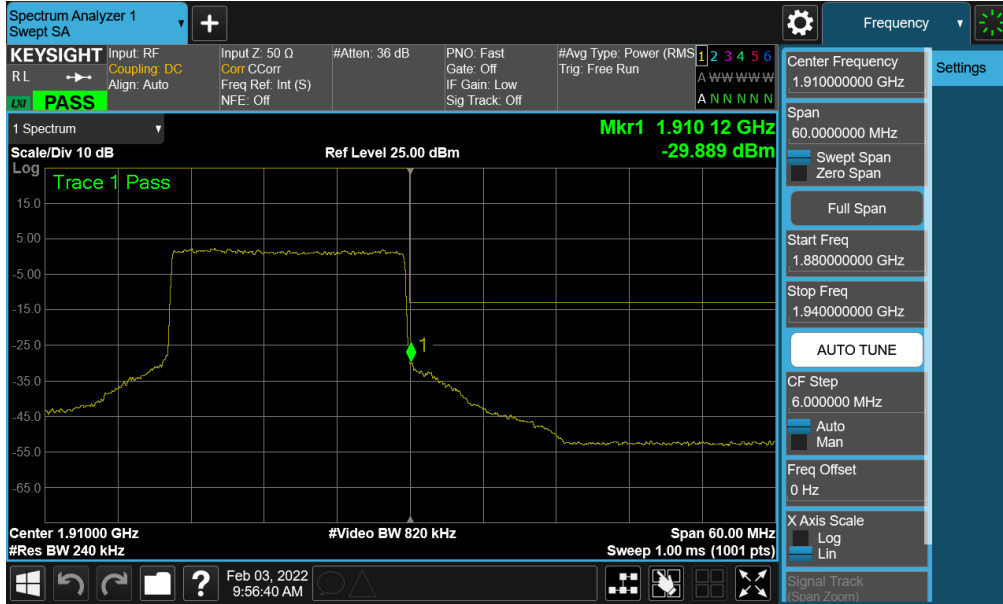 Spectrum Analyzer 1
Swept SA
Frequency
KEYSIGHT
R L
LXI PASS
Input: RF
Coupling: DC
Align: Auto
Input Z: 50 Ω
Corr CCorr
Freq Ref: Int (S)
NFE: Off
#Atten: 36 dB
PNO: Fast
Gate: Off
IF Gain: Low
Sig Track: Off
#Avg Type: Power (RMS
Trig: Free Run
1 2 3 4 5 6
A W W W W W
A N N N N N
1 Spectrum
Mkr1 1.910 12 GHz
Scale/Div 10 dB
Ref Level 25.00 dBm
-29.889 dBm
Log
Trace 1 Pass
15.0
5.00
-5.00
-15.0
-25.0
1
-35.0
-45.0
-55.0
-65.0
Center 1.91000 GHz
#Video BW 820 kHz
Span 60.00 MHz
#Res BW 240 kHz
Sweep 1.00 ms (1001 pts)
Center Frequency
1.910000000 GHz
Settings
Span
60.0000000 MHz
Swept Span
Zero Span
Full Span
Start Freq
1.880000000 GHz
Stop Freq
1.940000000 GHz
AUTO TUNE
CF Step
6.000000 MHz
Auto
Man
Freq Offset
0 Hz
X Axis Scale
Log
Lin
Signal Track
(Span Zoom)
?
Feb 03, 2022
9:56:40 AM